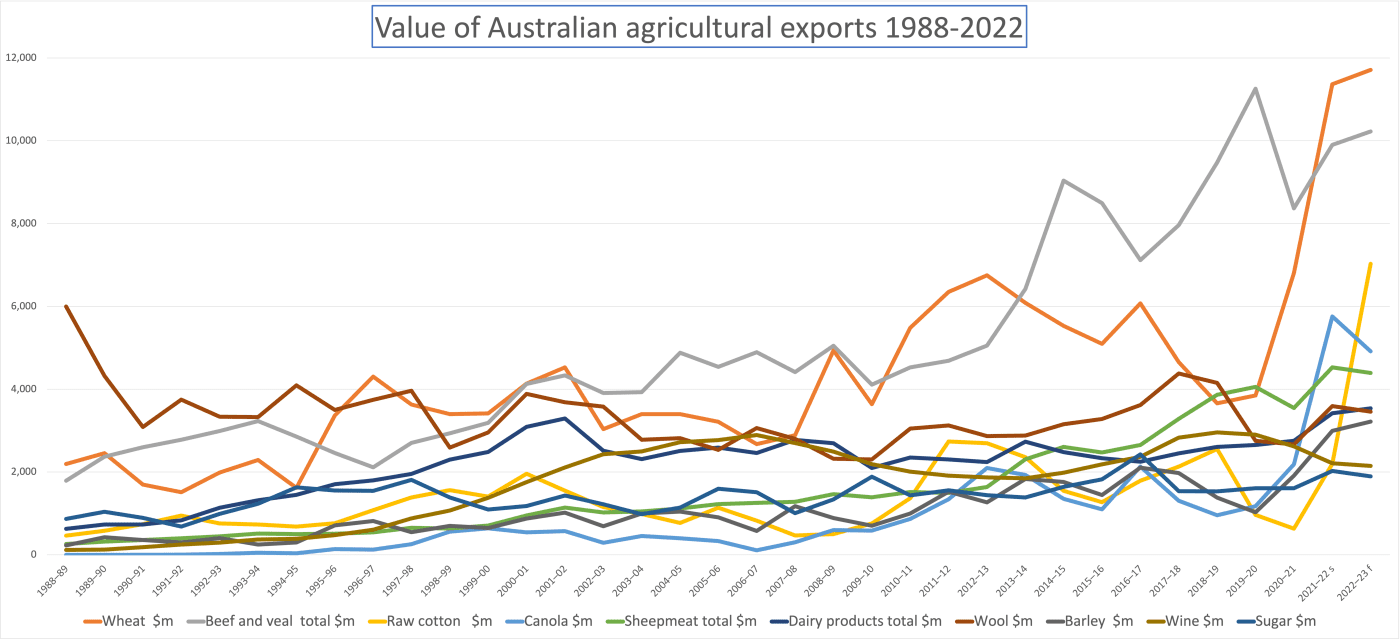 Value of Australian agricultural exports 1988-2022
12,000
10,000
8,000
6,000
4,000
2,000
0
1988–89 1989–90 1990–91 1991–92 1992–93 1993–94 1994–95 1995–96 1996–97 1997–98 1998–99 1999–00 2000–01 2001–02 2002–03 2003–04 2004–05 2005–06 2006–07 2007–08 2008–09 2009–10 2010–11 2011–12 2012–13 2013–14 2014–15 2015–16 2016–17 2017–18 2018–19 2019–20 2020–21 2021–22 s 2022–23 f
Wheat $m Beef and veal total $m Raw cotton $m Canola $m Sheepmeat total $m Dairy products total $m Wool $m Barley $m Wine $m Sugar $m